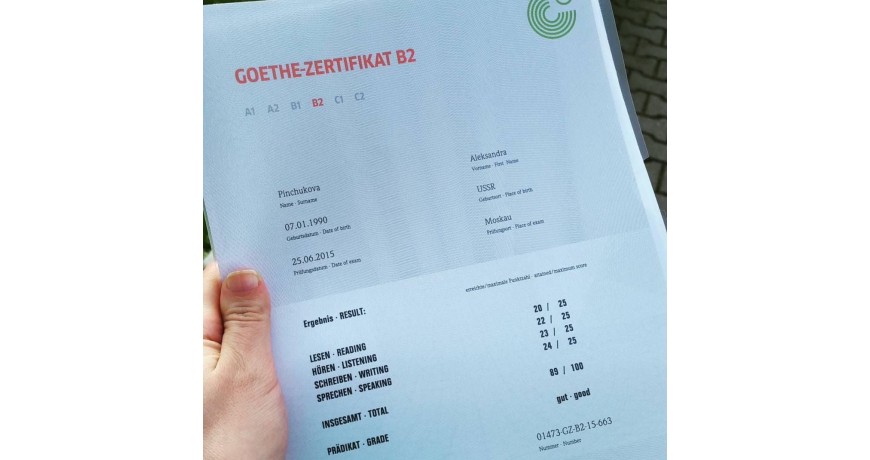 GOETHE-ZERTIFIKAT B2
A1 A2 B1 B2 C1 C2
Pinchukova
Name · Surname
Aleksandra
Vorname · First Name
07.01.1990
Geburtsdatum · Date of birth
USSR
Geburtsort · Place of birth
25.06.2015
Prüfungsdatum · Date of exam
Moskau
Prüfungsort · Place of exam
erreichte/maximale Punktzahl · attained/maximum score
Ergebnis · RESULT:
LESEN · READING 20 / 25
HÖREN · LISTENING 22 / 25
SCHREIBEN · WRITING 23 / 25
SPRECHEN · SPEAKING 24 / 25
INSGESAMT · TOTAL 89 / 100
PRÄDIKAT · GRADE gut · good
01473-GZ-B2-15-663
Nummer · Number